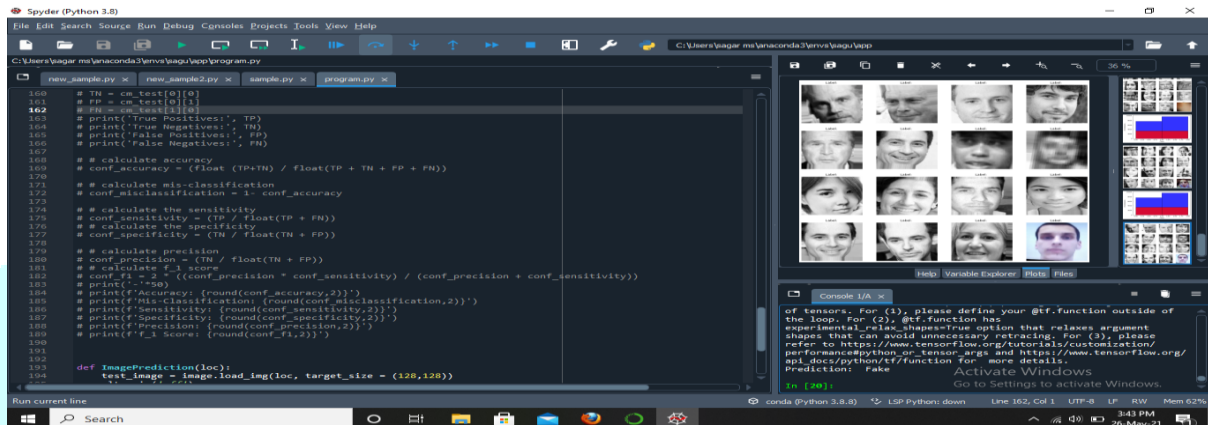 Spyder (Python 3.8)
File Edit Search Source Run Debug Consoles Projects Tools View Help
C:\Users\sagar ms\anaconda3\envs\sagu\app
C:\Users\sagar ms\anaconda3\envs\sagu\app\program.py
new_sample.py × new_sample2.py × sample.py × program.py ×
36 %
160 # TN = cm_test[0][0]
161 # FP = cm_test[0][1]
162 # FN = cm_test[1][0]
163 # print('True Positives:', TP)
164 # print('True Negatives:', TN)
165 # print('False Positives:', FP)
166 # print('False Negatives:', FN)
167
168 # # calculate accuracy
169 # conf_accuracy = (float (TP+TN) / float(TP + TN + FP + FN))
170
171 # # calculate mis-classification
172 # conf_misclassification = 1- conf_accuracy
173
174 # # calculate the sensitivity
175 # conf_sensitivity = (TP / float(TP + FN))
176 # # calculate the specificity
177 # conf_specificity = (TN / float(TN + FP))
178
179 # # calculate precision
180 # conf_precision = (TN / float(TN + FP))
181 # # calculate f_1 score
182 # conf_f1 = 2 * ((conf_precision * conf_sensitivity) / (conf_precision + conf_sensitivity))
183 # print('-'*50)
184 # print(f'Accuracy: {round(conf_accuracy,2)}')
185 # print(f'Mis-Classification: {round(conf_misclassification,2)}')
186 # print(f'Sensitivity: {round(conf_sensitivity,2)}')
187 # print(f'Specificity: {round(conf_specificity,2)}')
188 # print(f'Precision: {round(conf_precision,2)}')
189 # print(f'f_1 Score: {round(conf_f1,2)}')
190
191
192
193 def ImagePrediction(loc):
194 test_image = image.load_img(loc, target_size = (128,128))
Help Variable Explorer Plots Files
Console 1/A ×
of tensors. For (1), please define your @tf.function outside of
the loop. For (2), @tf.function has
experimental_relax_shapes=True option that relaxes argument
shapes that can avoid unnecessary retracing. For (3), please
refer to https://www.tensorflow.org/tutorials/customization/
performance#python_or_tensor_args and https://www.tensorflow.org/
api_docs/python/tf/function for more details.
Prediction: Fake
In [20]:
Activate Windows
Go to Settings to activate Windows.
Run current line
conda (Python 3.8.8) LSP Python: down Line 162, Col 1 UTF-8 LF RW Mem 62%
Search
3:43 PM
26-May-21